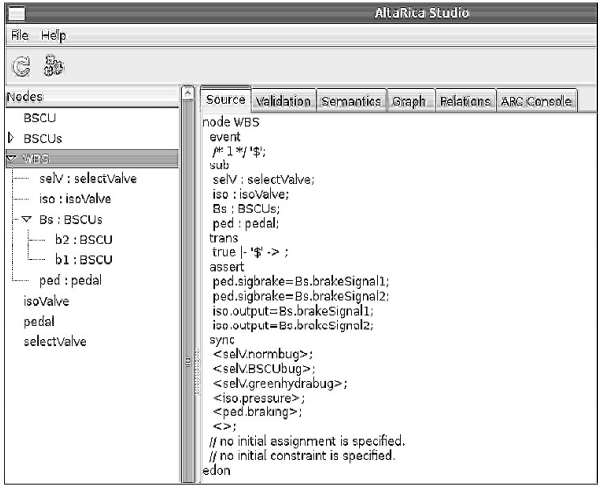 AltaRica Studio
File Help
Nodes
BSCU
BSCUs
WBS
selV : selectValve
iso : isoValve
Bs : BSCUs
b2 : BSCU
b1 : BSCU
ped : pedal
isoValve
pedal
selectValve
Source Validation Semantics Graph Relations ARC Console
node WBS
event
/* 1 */ '$';
sub
selV : selectValve;
iso : isoValve;
Bs : BSCUs;
ped : pedal;
trans
true |- '$' -> ;
assert
ped.sigbrake=Bs.brakeSignal1;
ped.sigbrake=Bs.brakeSignal2;
iso.output=Bs.brakeSignal1;
iso.output=Bs.brakeSignal2;
sync
<selV.normbug>;
<selV.BSCUbug>;
<selV.greenhydrabug>;
<iso.pressure>;
<ped.braking>;
<>;
// no initial assignment is specified.
// no initial constraint is specified.
edon